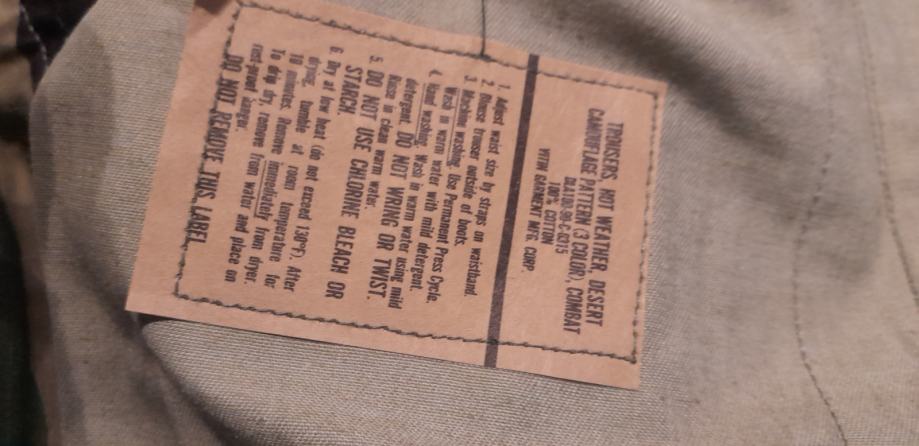 TROUSERS, HOT WEATHER, DESERT
CAMOUFLAGE PATTERN (3 COLOR), COMBAT
DLA100-90-C-0315
100% COTTON
WITH GARMENT MFG. CORP.
1. Adjust waist size by straps on waistband.
2. Blouse trouser outside of boots.
3. Machine washing. Use Permanent Press Cycle.
Wash in warm water with mild detergent.
4. Hand washing. Wash in warm water using mild
detergent. DO NOT WRING OR TWIST.
Rinse in clean warm water.
5. DO NOT USE CHLORINE BLEACH OR
STARCH.
6. Dry at low heat (do not exceed 130°F). After
drying, tumble at room temperature for
10 minutes. Remove immediately from dryer.
To drip dry, remove from water and place on
rust-proof hanger.
DO NOT REMOVE THIS LABEL